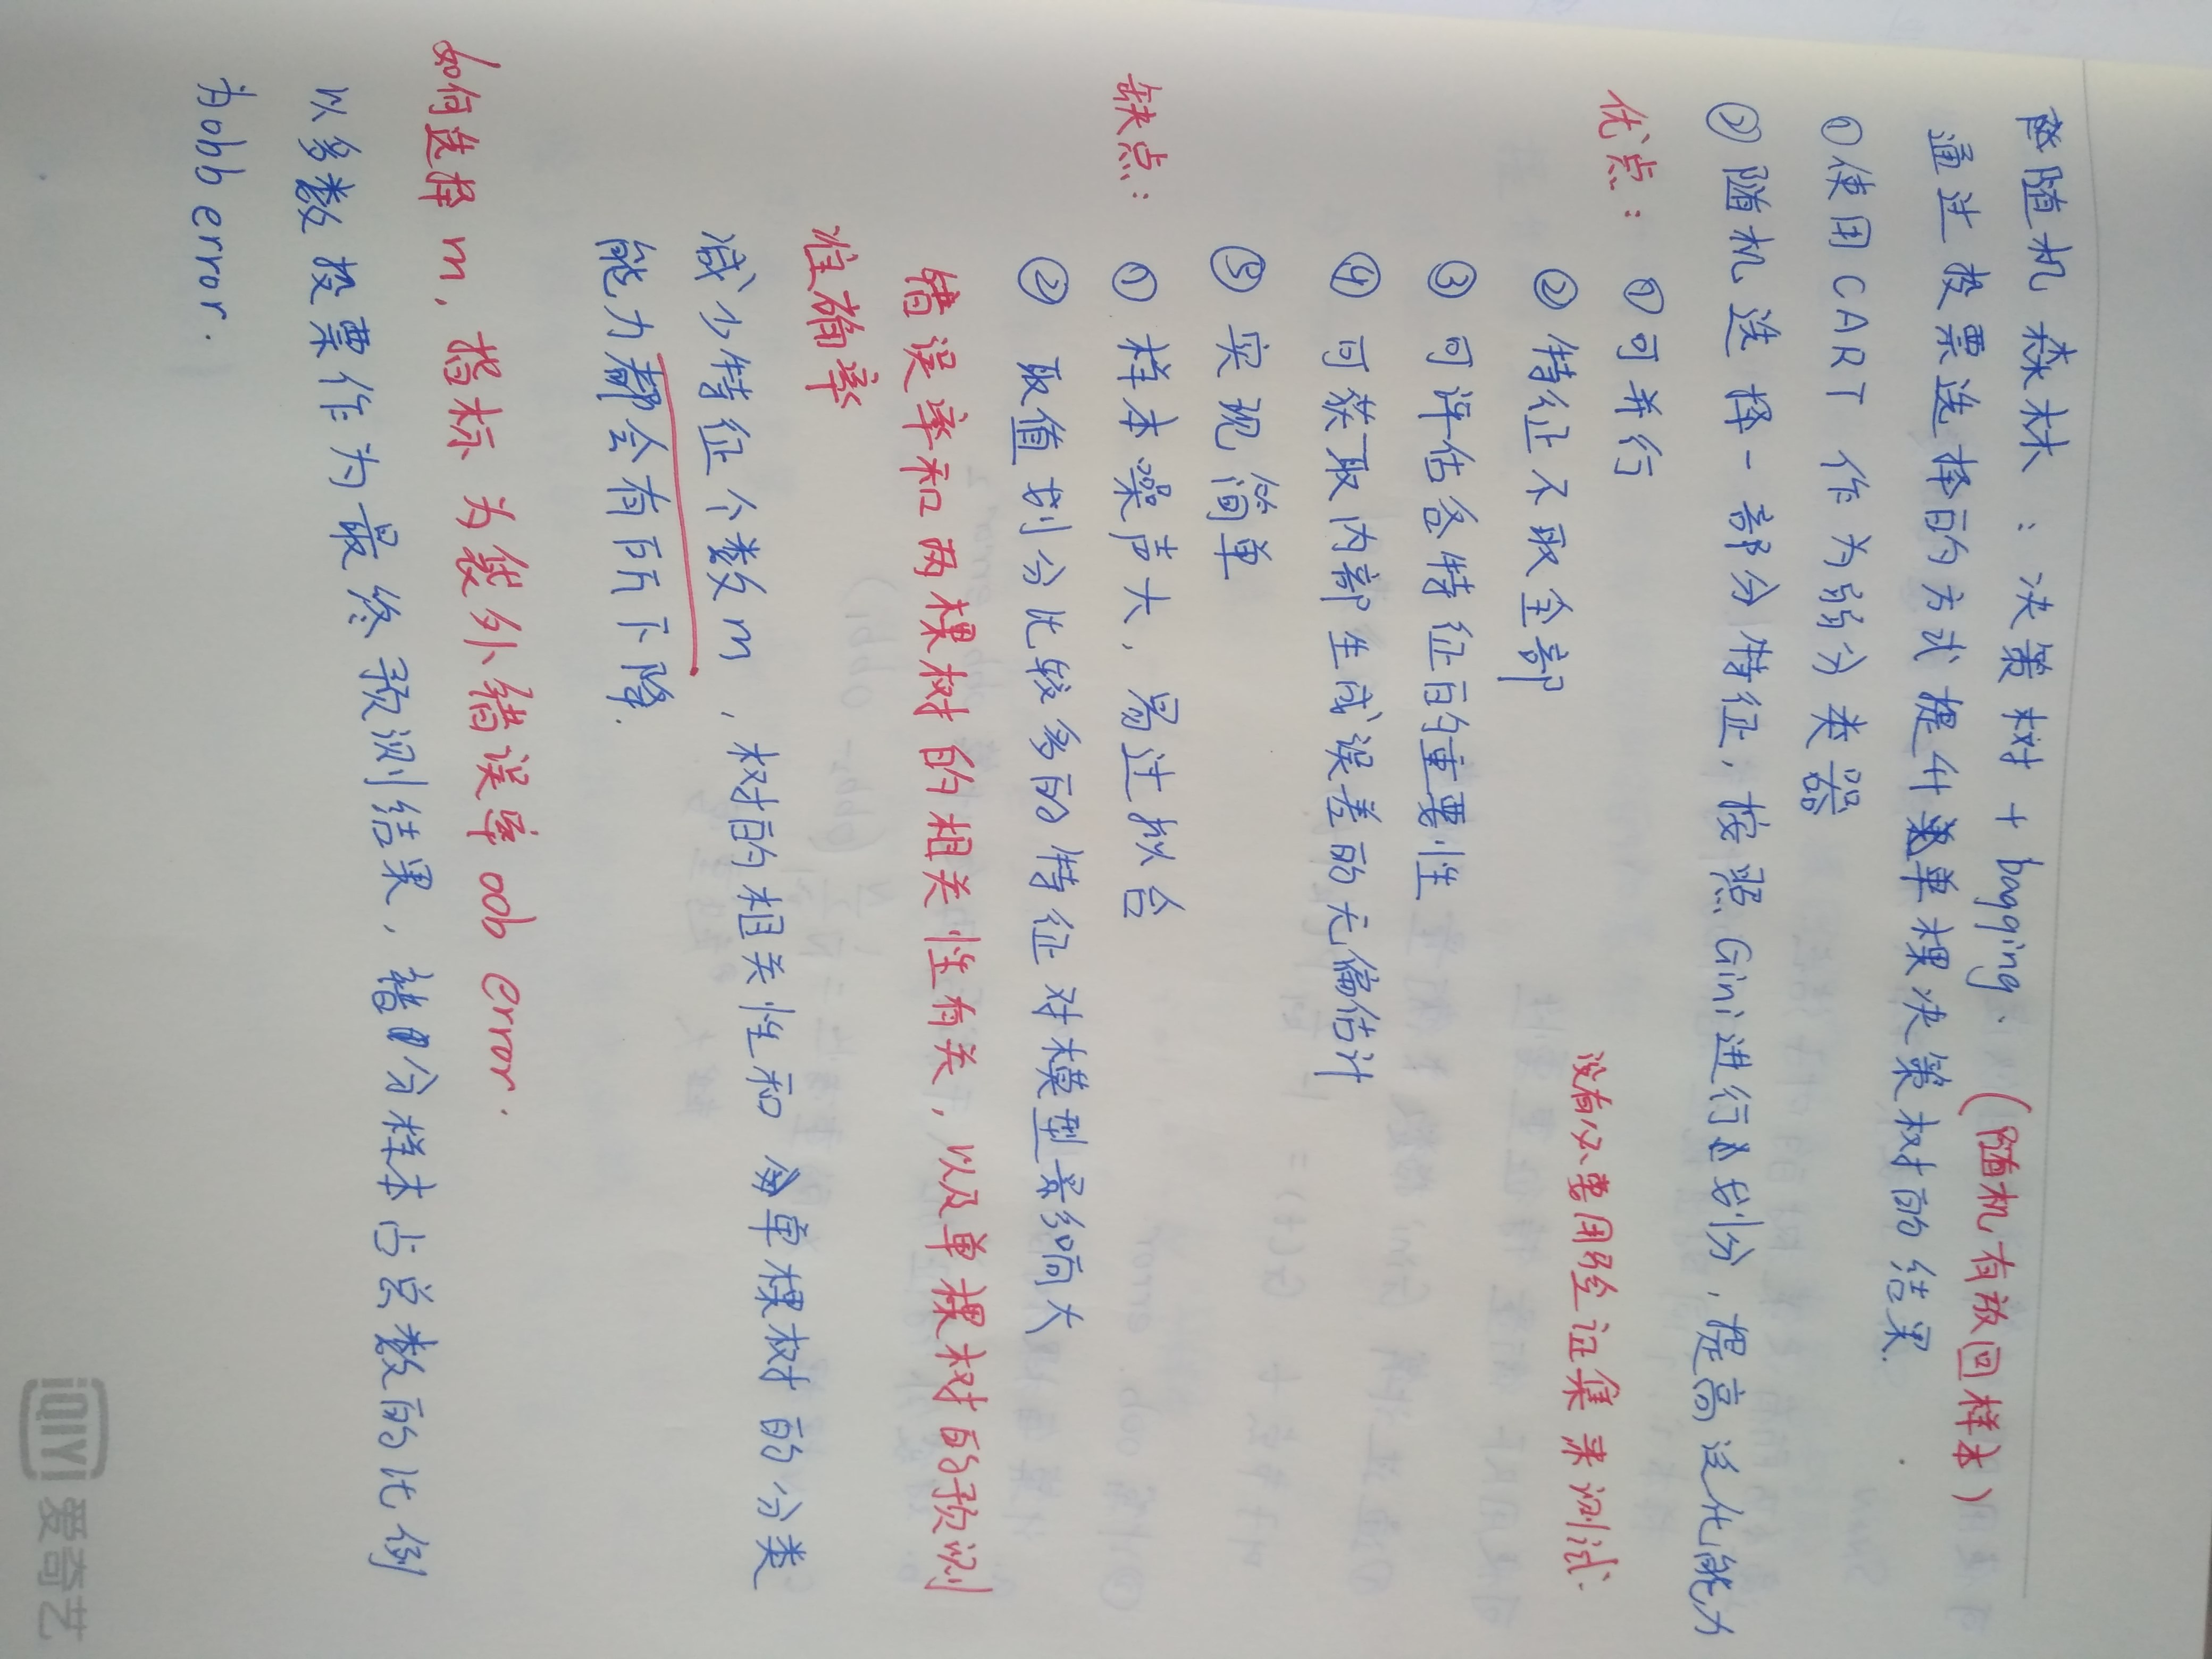 随机森林：决策树 + bagging. (随机有放回样本)
通过投票选择的方式提升单棵决策树的结果.
①使用CART作为弱分类器
②随机选择一部分特征，按照Gini进行划分，提高泛化能力
优点：①可并行
②特征不取全部
没有必要用验证集来测试.
③可评估各特征的重要性
④可获取内部生成误差的无偏估计
⑤实现简单
缺点：①样本噪声大，易过拟合
②取值划分比较多的特征对模型影响大
错误率和两棵树的相关性有关，以及单棵树的预测
准确率
减少特征个数m，树的相关性和单棵树的分类
能力都会有所下降.
如何选择m，指标为袋外错误率oob error.
以多数投票作为最终预测结果，错分样本占总数的比例
为obb error.
iQIYI 爱奇艺